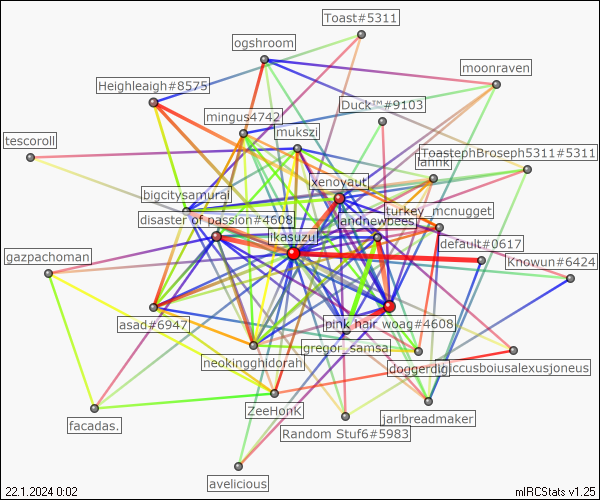 Toast#5311
ogshroom
moonraven
Heighleaigh#8575
Duck™#9103
mingus4742
mukszi
tescoroll
ToastephBroseph5311#5311
xenoyaut
bigcitysamurai
turkey_mcnugget
disaster of passion#4608
andnewbees
ikasuzu
default#0617
gazpachoman
Knowun#6424
asad#6947
pink hair woag#4608
gregor_samsa
neokingghidorah
doggerdig
iccusboiusalexusjoneus
ZeeHonK
facadas.
jarlbreadmaker
Random Stuf6#5983
avelicious
22.1.2024 0:02
mIRCStats v1.25